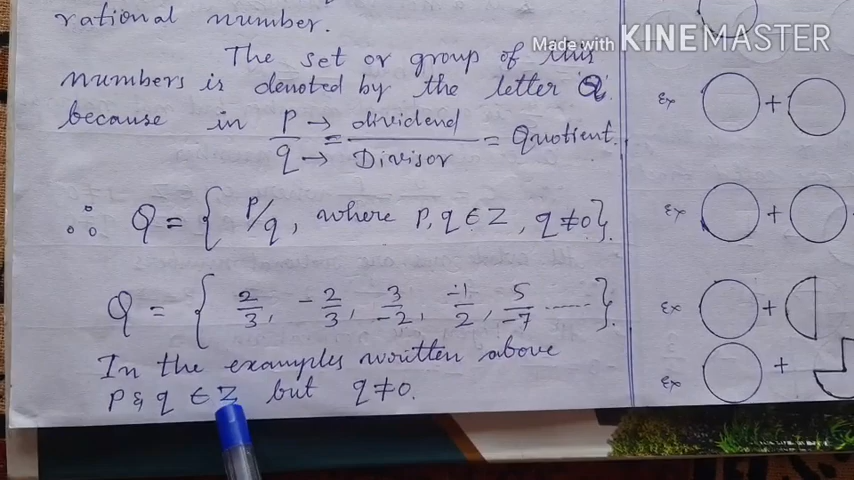 rational number.
Made with KINEMASTER
The set or group of this
numbers is denoted by the letter Q.
because in p/q → dividend / → Divisor = Quotient.
∴ Q = { P/q, where P, q ∈ Z, q ≠ 0}.
Q = { 2/3, -2/3, 3/-2, -1/2, 5/-7 ...... }.
In the examples written above
P & q ∈ Z but q ≠ 0.
Ex +
Ex +
Ex +
Ex +